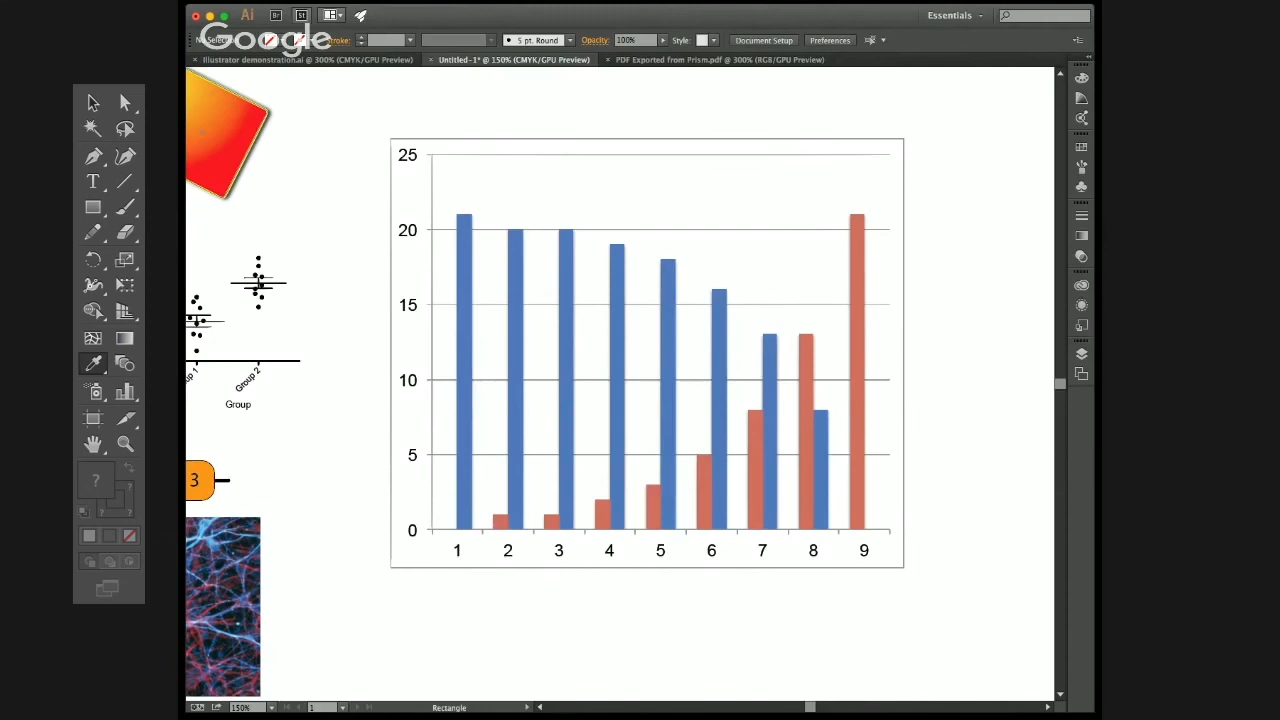 Ai Br St Essentials
Google
Stroke: 5 pt. Round Opacity: 100% Style: Document Setup Preferences
× Illustrator demonstration.ai @ 300% (CMYK/GPU Preview) × Untitled-1* @ 150% (CMYK/GPU Preview) × PDF Exported from Prism.pdf @ 300% (RGB/GPU Preview)
25
20
15
10
5
0
1 2 3 4 5 6 7 8 9
Group 2
Group
3
T
?
? ? ?
150% 1 Rectangle